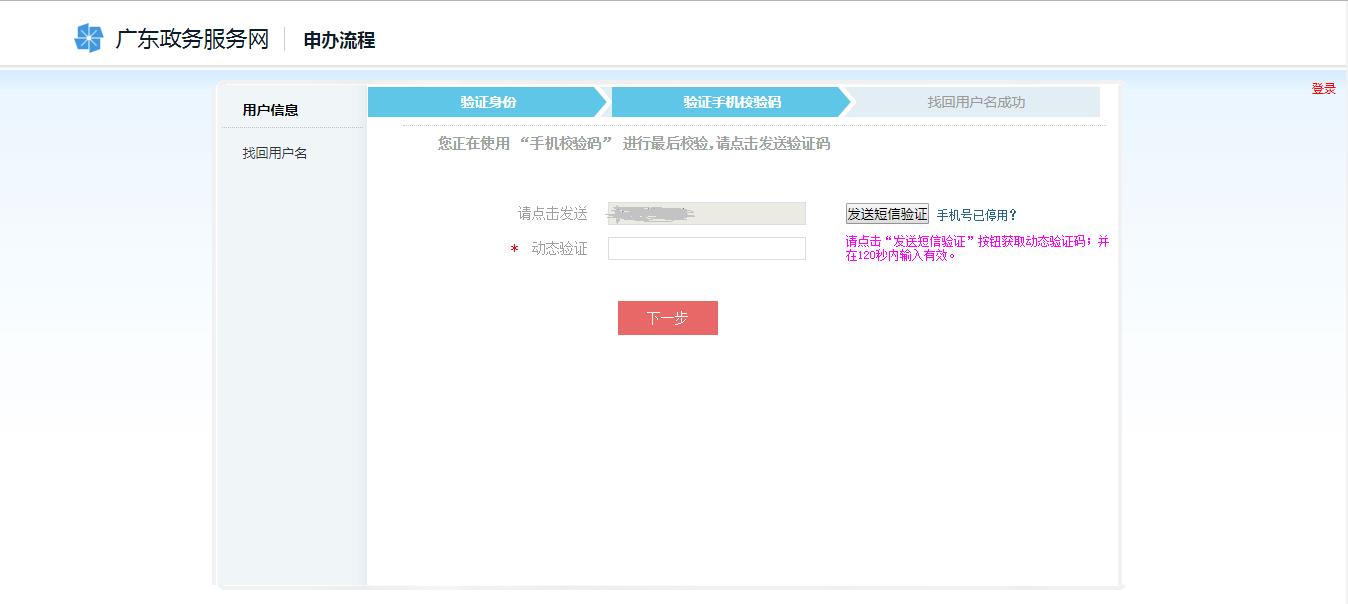 广东政务服务网 申办流程
登录
用户信息
找回用户名
验证身份 验证手机校验码 找回用户名成功
您正在使用 “手机校验码” 进行最后校验,请点击发送验证码
请点击发送 发送短信验证 手机号已停用?
* 动态验证
请点击“发送短信验证”按钮获取动态验证码；并
在120秒内输入有效。
下一步